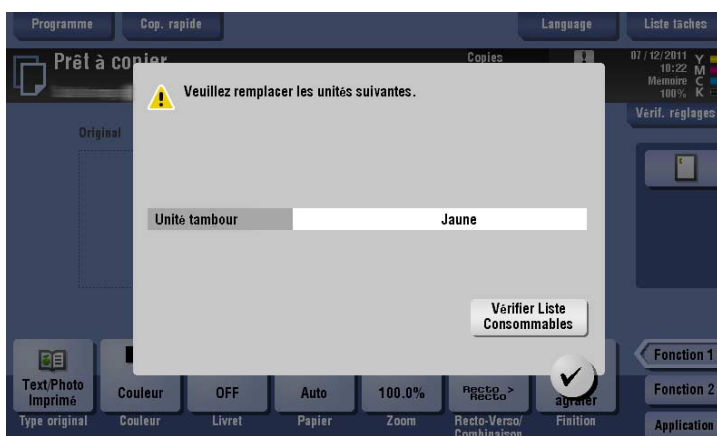 Programme
Cop. rapide
Language
Liste tâches
Prêt à copier
Copies
07/12/2011
10:22
Mémoire
100%
Y
M
C
K
Vérif. réglages
Veuillez remplacer les unités suivantes.
Original
Unité tambour
Jaune
Vérifier Liste
Consommables
Fonction 1
Text/Photo
Imprimé
Couleur
OFF
Auto
100.0%
Recto >
Recto
agrafer
Fonction 2
Type original
Couleur
Livret
Papier
Zoom
Recto-Verso/
Combinaison
Finition
Application